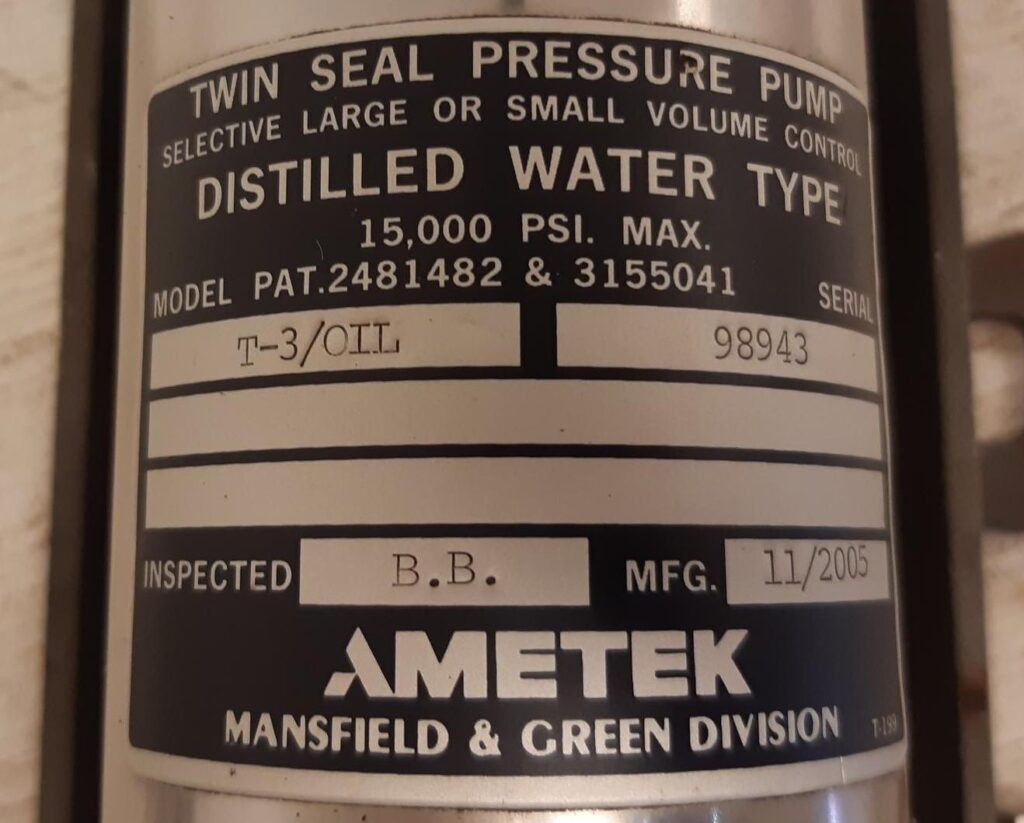 TWIN SEAL PRESSURE PUMP
SELECTIVE LARGE OR SMALL VOLUME CONTROL
DISTILLED WATER TYPE
15,000 PSI. MAX.
MODEL PAT.2481482 & 3155041 SERIAL
T-3/OIL 98943
INSPECTED B.B. MFG. 11/2005
AMETEK
MANSFIELD & GREEN DIVISION T-199